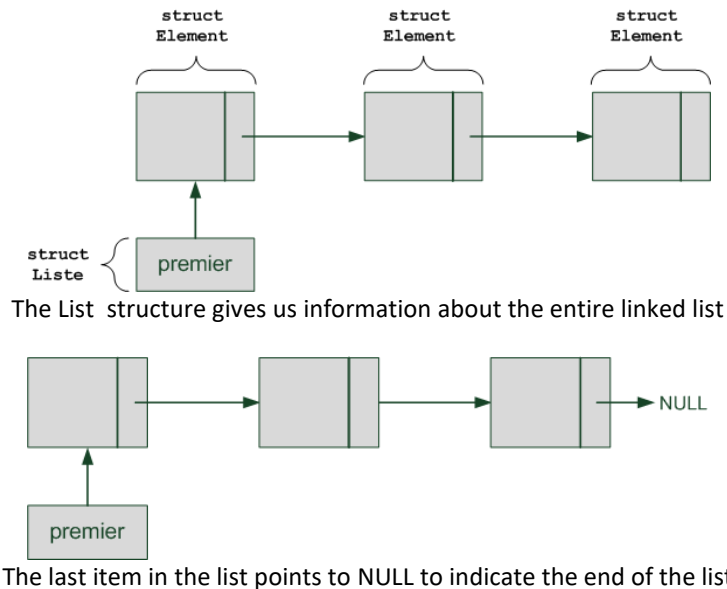 struct
Element
struct
Element
struct
Element
struct
Liste
premier
The List  structure gives us information about the entire linked list
NULL
premier
The last item in the list points to NULL to indicate the end of the list